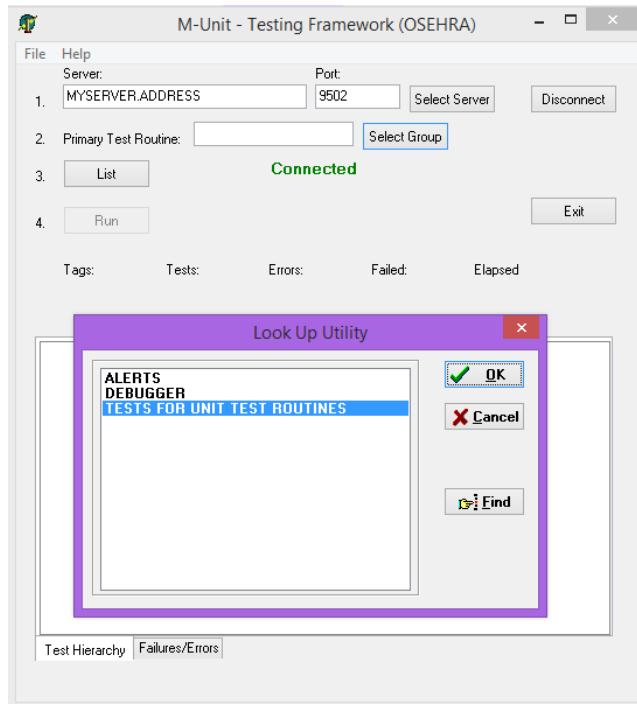 M-Unit - Testing Framework (OSEHRA)
File Help
Server: Port:
1. MYSERVER.ADDRESS 9502 Select Server Disconnect
2. Primary Test Routine: Select Group
3. List Connected
Exit
4. Run
Tags: Tests: Errors: Failed: Elapsed
Look Up Utility
ALERTS
DEBUGGER
TESTS FOR UNIT TEST ROUTINES
OK
Cancel
Find
Test Hierarchy Failures/Errors